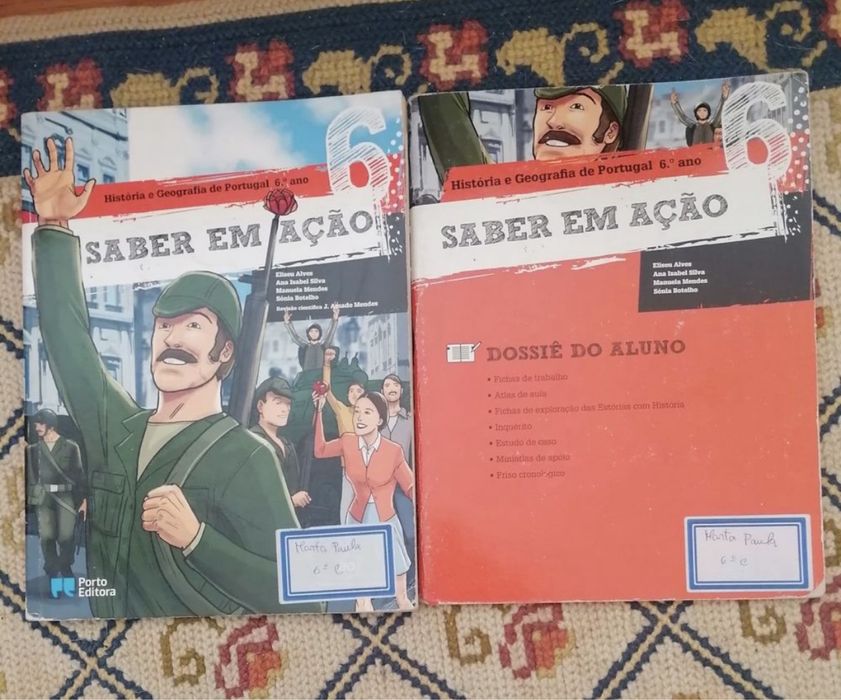 6
História e Geografia de Portugal 6.º ano
SABER EM AÇÃO
Eliseu Alves
Ana Isabel Silva
Manuela Mendes
Sónia Botelho
Revisão científica J. Amado Mendes
Marta Paula
6º C
Porto
Editora
6
História e Geografia de Portugal 6.º ano
SABER EM AÇÃO
Eliseu Alves
Ana Isabel Silva
Manuela Mendes
Sónia Botelho
DOSSIÊ DO ALUNO
• Fichas de trabalho
• Atlas de aula
• Fichas de exploração das Estórias com História
• Inquérito
• Estudo de caso
• Miniatlas de apoio
• Friso cronológico
Marta Paula
6º C